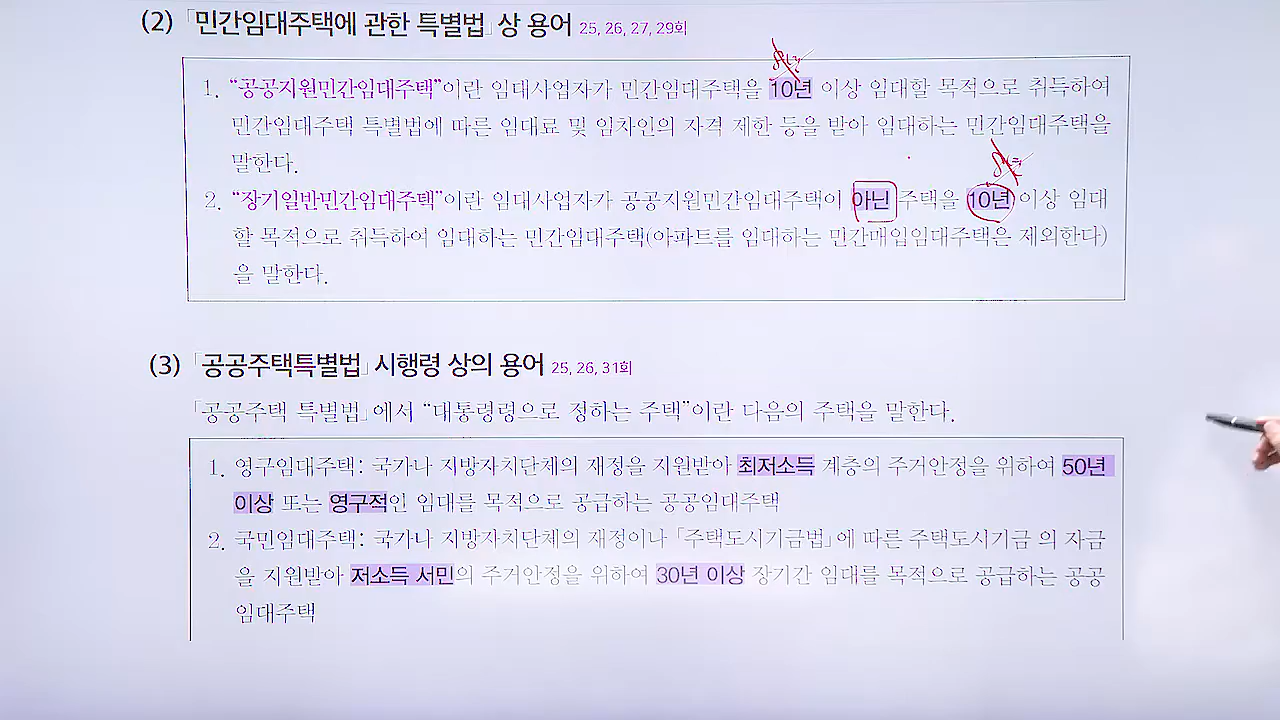 (2) 「민간임대주택에 관한 특별법」상 용어 25, 26, 27, 29회
1. “공공지원민간임대주택”이란 임대사업자가 민간임대주택을 10년 이상 임대할 목적으로 취득하여
민간임대주택 특별법에 따른 임대료 및 임차인의 자격 제한 등을 받아 임대하는 민간임대주택을
말한다.
2. “장기일반민간임대주택”이란 임대사업자가 공공지원민간임대주택이 아닌 주택을 10년 이상 임대
할 목적으로 취득하여 임대하는 민간임대주택(아파트를 임대하는 민간매입임대주택은 제외한다)
을 말한다.
(3) 「공공주택특별법」 시행령 상의 용어 25, 26, 31회
「공공주택 특별법」에서 “대통령령으로 정하는 주택”이란 다음의 주택을 말한다.
1. 영구임대주택: 국가나 지방자치단체의 재정을 지원받아 최저소득 계층의 주거안정을 위하여 50년
이상 또는 영구적인 임대를 목적으로 공급하는 공공임대주택
2. 국민임대주택: 국가나 지방자치단체의 재정이나 「주택도시기금법」에 따른 주택도시기금 의 자금
을 지원받아 저소득 서민의 주거안정을 위하여 30년 이상 장기간 임대를 목적으로 공급하는 공공
임대주택